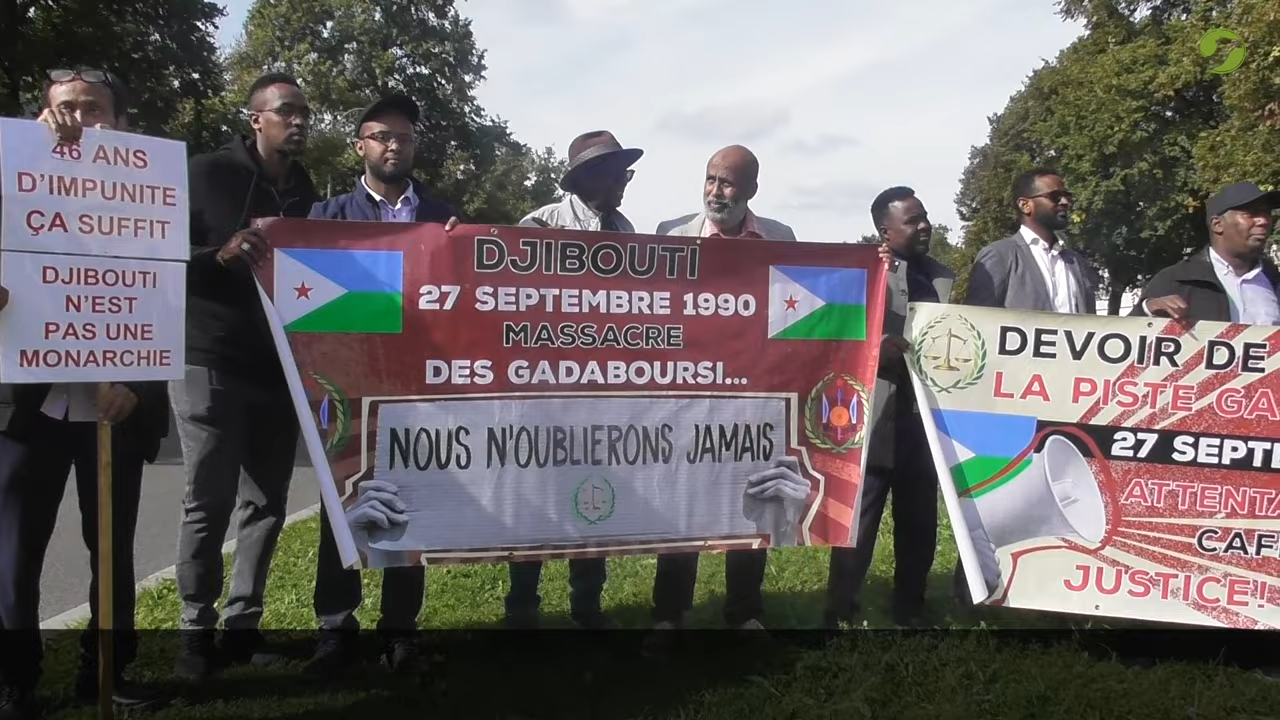 46 ANS
D'IMPUNITE
ÇA SUFFIT
DJIBOUTI
N'EST
PAS UNE
MONARCHIE
DJIBOUTI
27 SEPTEMBRE 1990
MASSACRE
DES GADABOURSI...
NOUS N'OUBLIERONS JAMAIS
DEVOIR DE
LA PISTE GA
27 SEPTE
ATTENTA
CAF
JUSTICE!